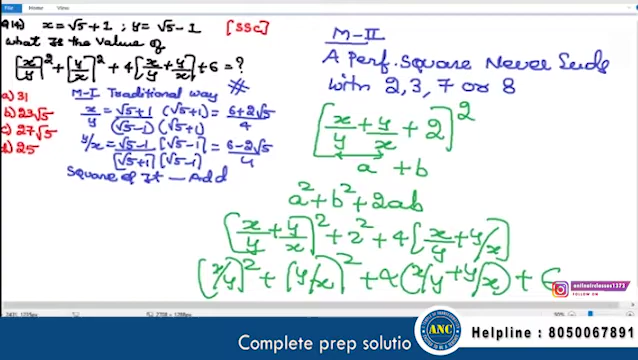 Q14) x = √5 + 1 ; y = √5 - 1 [SSC]
What Is the value of
[x/y]² + [y/x]² + 4[x/y + y/x] + 6 = ?
a) 31
b) 23√5
c) 27√5
d) 25
M-I Traditional way
x/y = (√5+1)/(√5-1) (√5+1)/(√5+1) = (6+2√5)/4
y/x = [√5-1]/[√5+1] [√5-1]/[√5-1] = (6-2√5)/4
Square of It - Add
M-II
A Perf. Square Never Ends
with 2, 3, 7 or 8
[x/y + y/x + 2]²
a + b
a² + b² + 2ab
[x/y + y/x]² + 2² + 4[x/y + y/x]
(x/y)² + [y/x]² + 4(x/y + y/x) + 6
FOLLOW ON
ANC
Helpline : 8050067891
Complete prep solutio